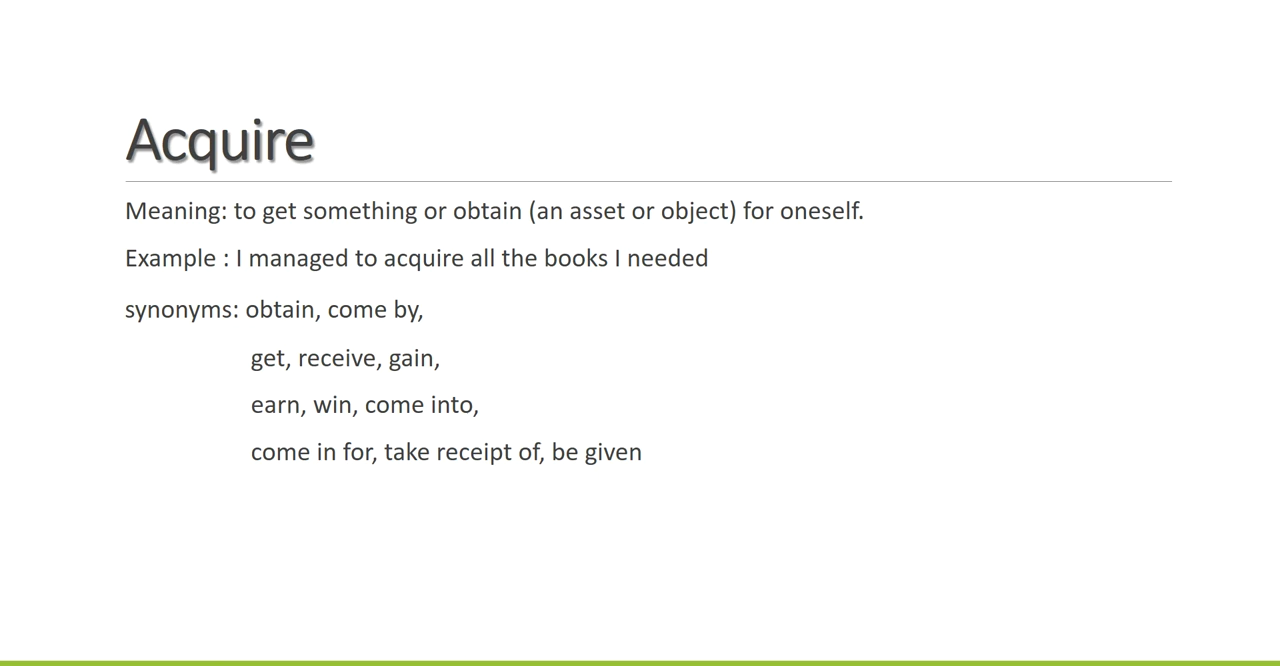 Acquire
Meaning: to get something or obtain (an asset or object) for oneself.
Example : I managed to acquire all the books I needed
synonyms: obtain, come by,
get, receive, gain,
earn, win, come into,
come in for, take receipt of, be given